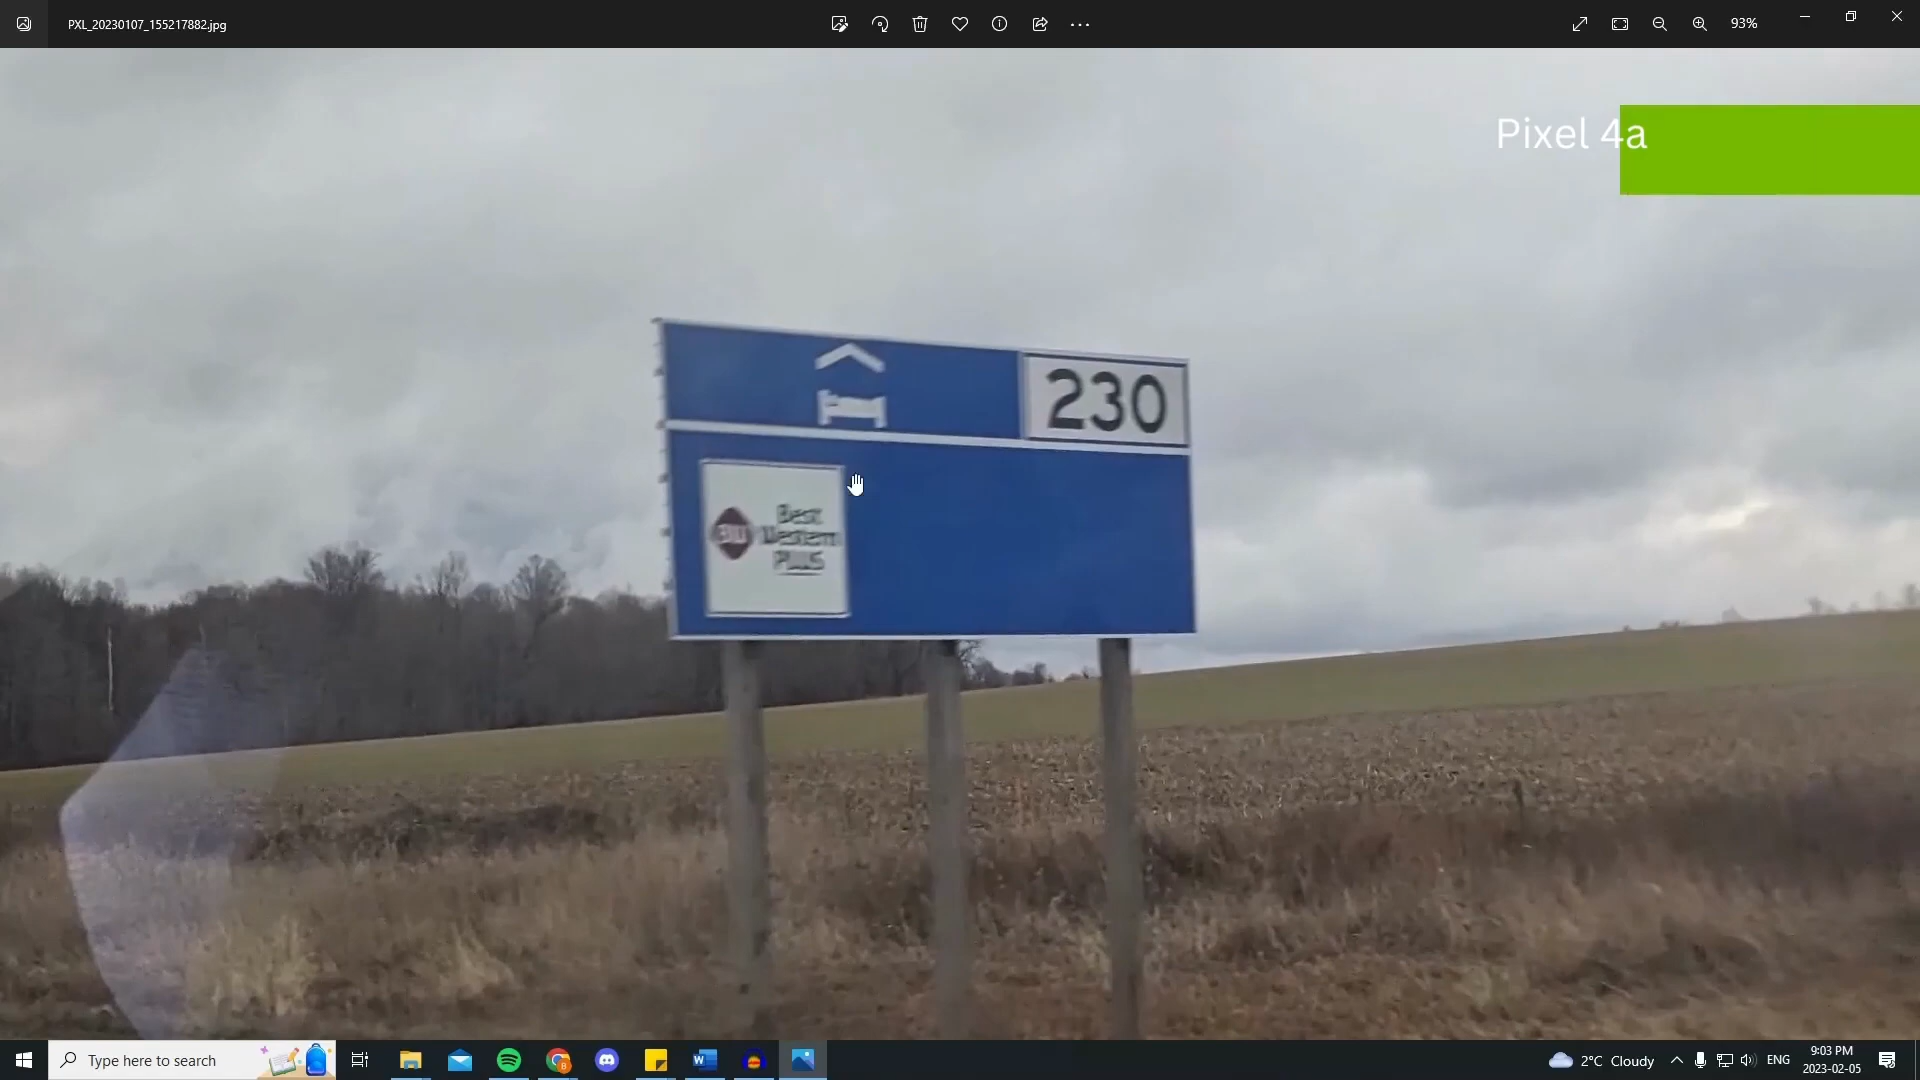 PXL_20230107_155217882.jpg
93%
Pixel 4a
230
Best
Western
PLUS
Type here to search
2°C Cloudy
ENG
9:03 PM
2023-02-05